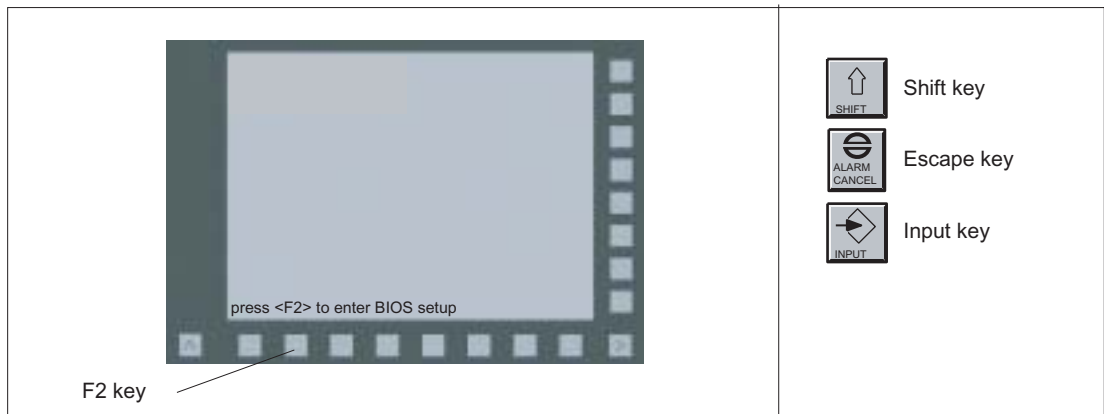 press <F2> to enter BIOS setup
F2 key
SHIFT
Shift key
ALARM
CANCEL
Escape key
INPUT
Input key